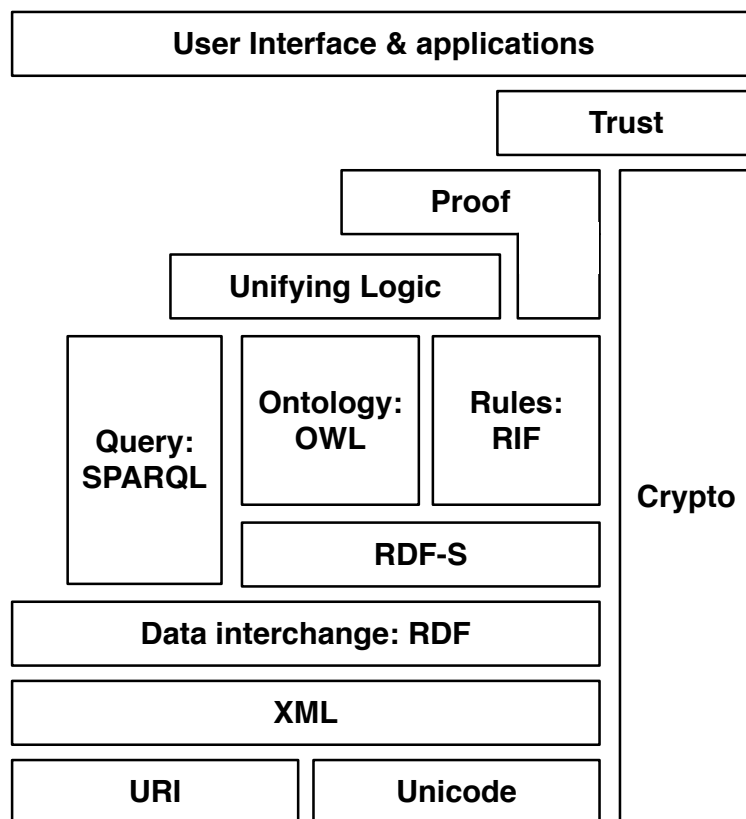 User Interface & applications
Trust
Proof
Unifying Logic
Query:
SPARQL
Ontology:
OWL
Rules:
RIF
Crypto
RDF-S
Data interchange: RDF
XML
URI
Unicode